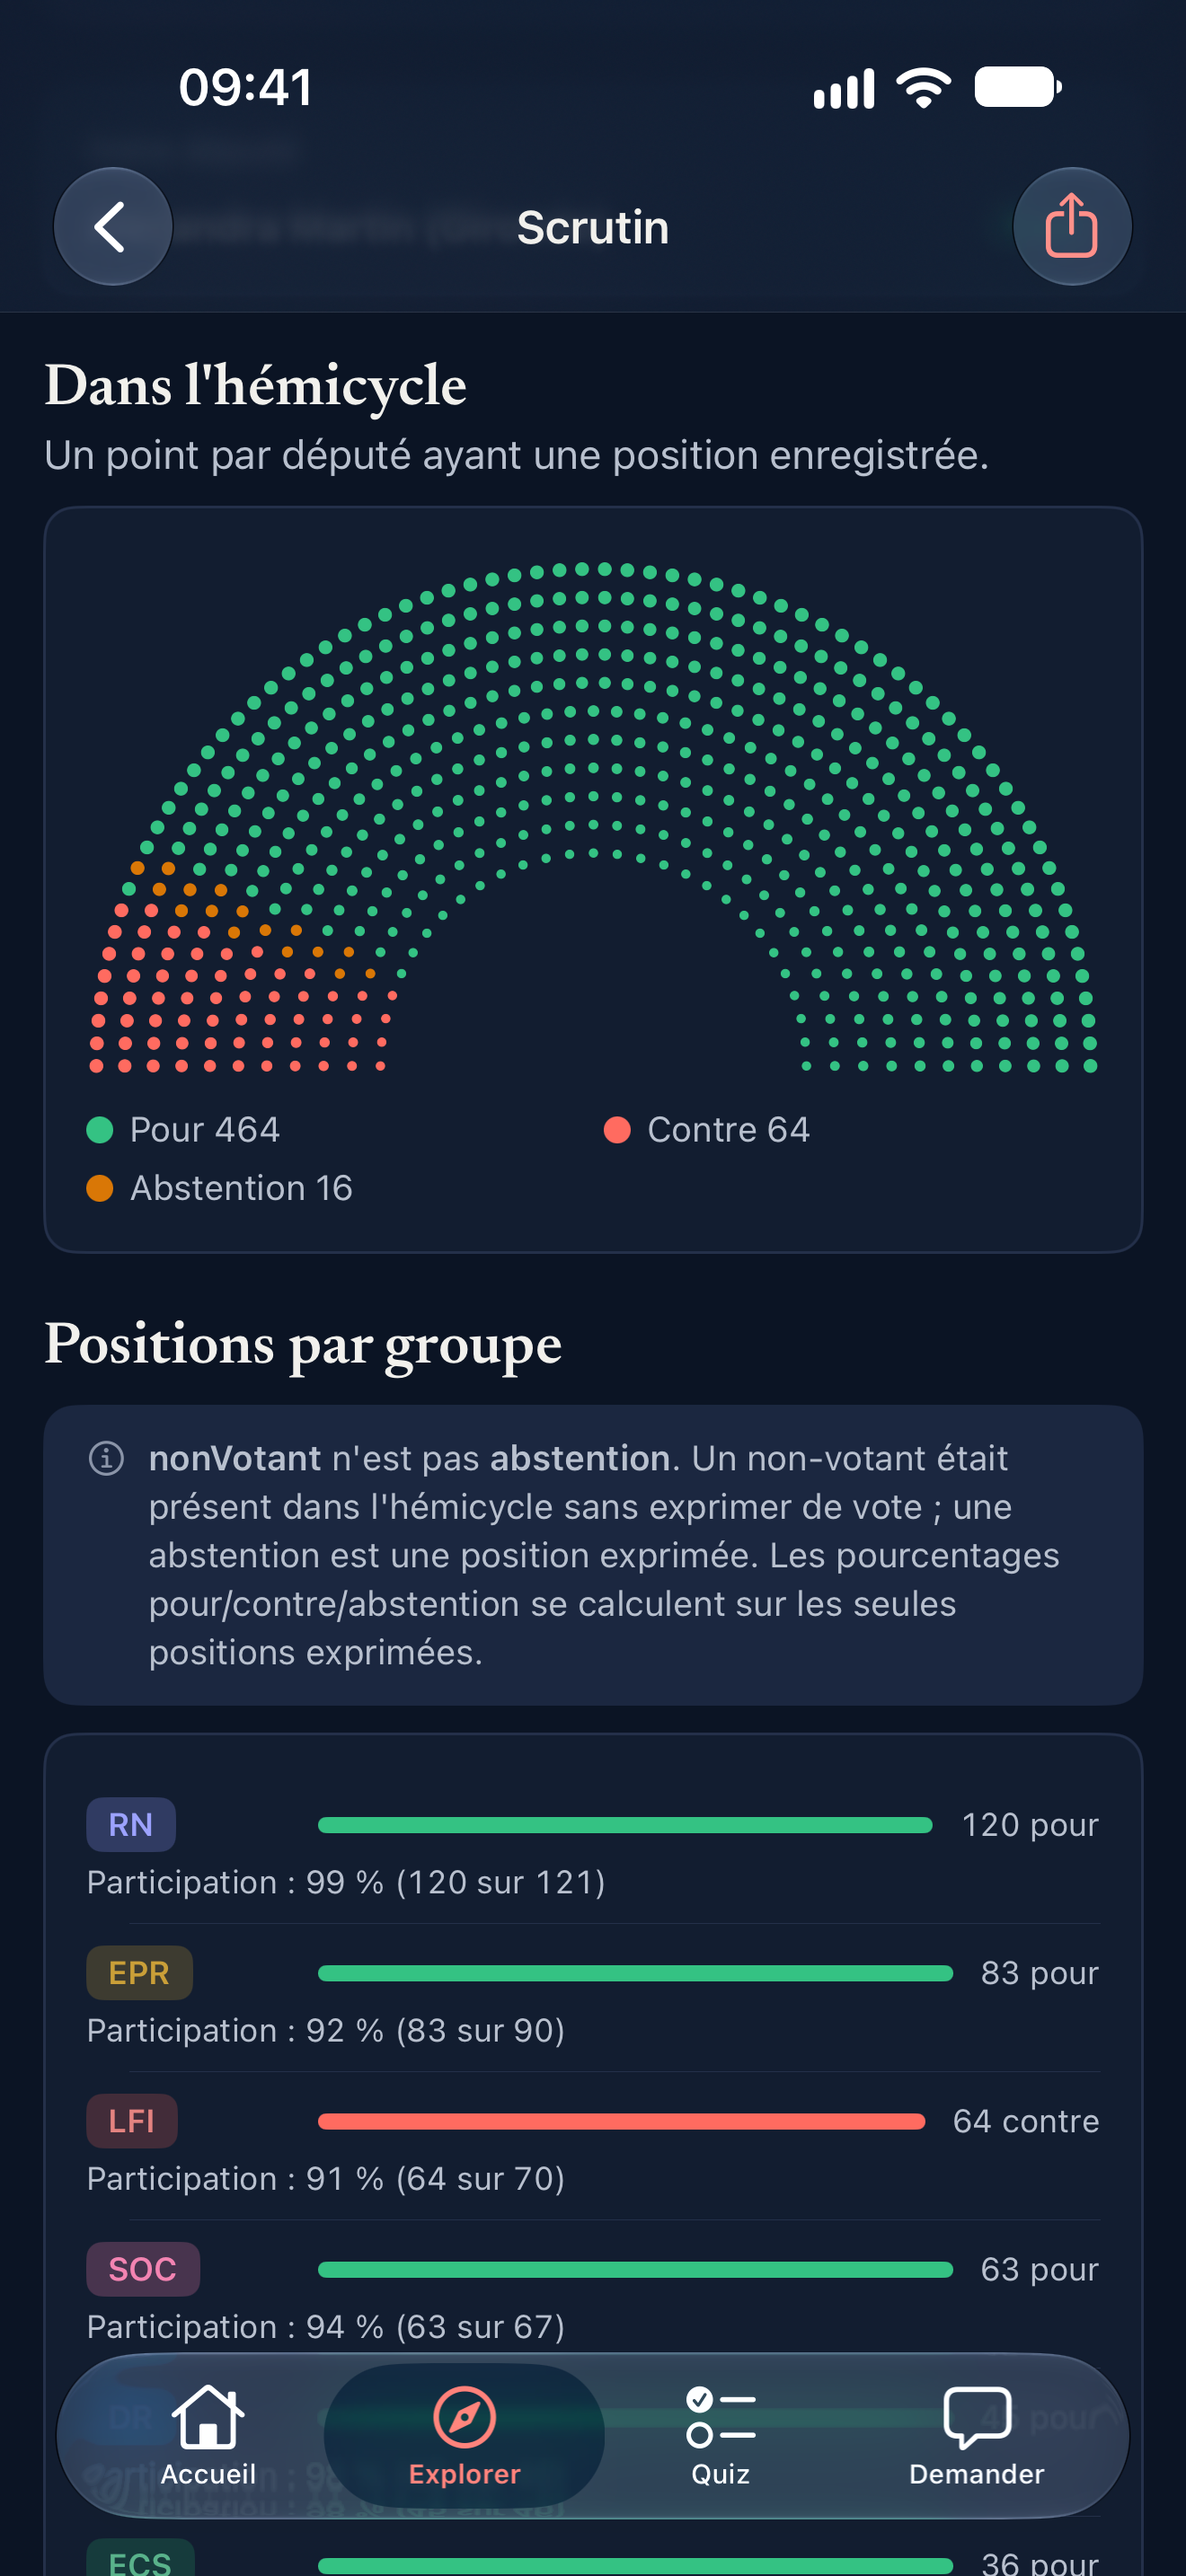 09:41
Scrutin
Dans l'hémicycle
Un point par député ayant une position enregistrée.
Pour 464
Contre 64
Abstention 16
Positions par groupe
nonVotant n'est pas abstention. Un non-votant était
présent dans l'hémicycle sans exprimer de vote ; une
abstention est une position exprimée. Les pourcentages
pour/contre/abstention se calculent sur les seules
positions exprimées.
RN
120 pour
Participation : 99 % (120 sur 121)
EPR
83 pour
Participation : 92 % (83 sur 90)
LFI
64 contre
Participation : 91 % (64 sur 70)
SOC
63 pour
Participation : 94 % (63 sur 67)
DR
pour
Accueil
Explorer
Quiz
Demander
ECS
36 pour